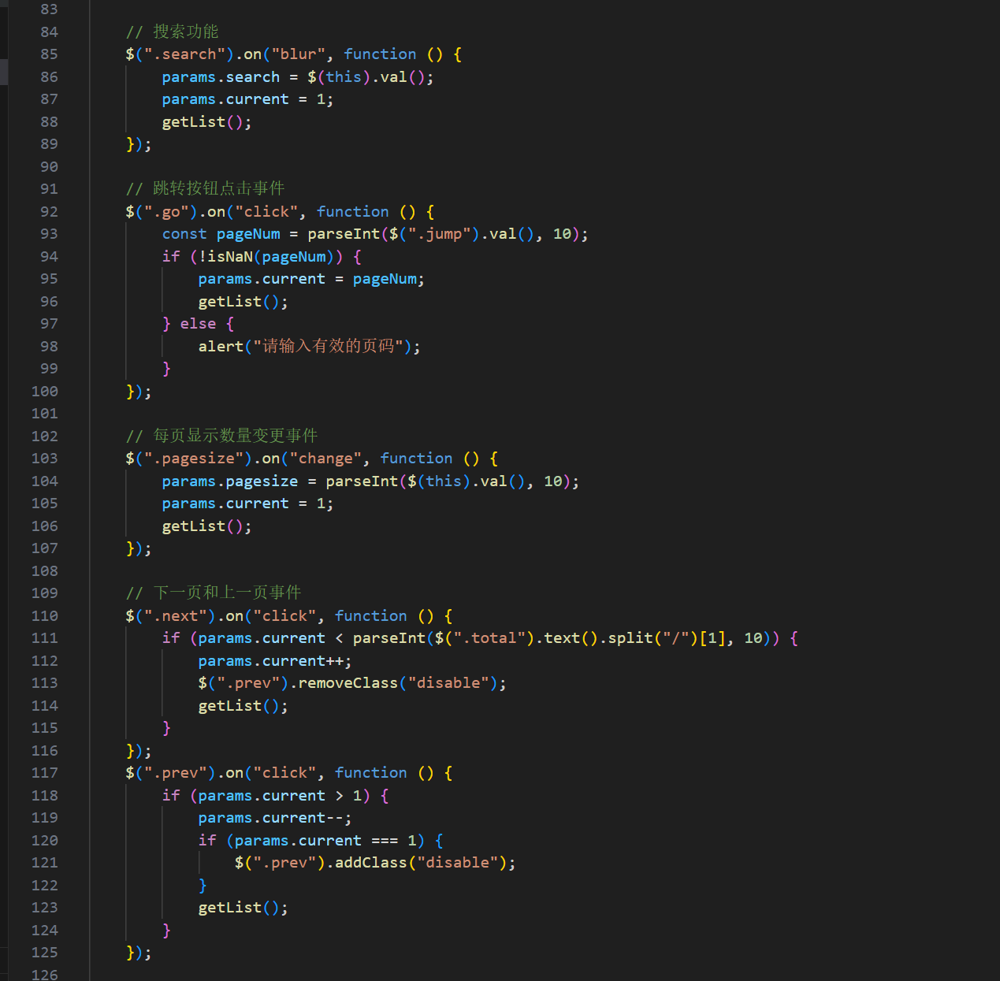 83
84 // 搜索功能
85 $(".search").on("blur", function () {
86 params.search = $(this).val();
87 params.current = 1;
88 getList();
89 });
90
91 // 跳转按钮点击事件
92 $(".go").on("click", function () {
93 const pageNum = parseInt($(".jump").val(), 10);
94 if (!isNaN(pageNum)) {
95 params.current = pageNum;
96 getList();
97 } else {
98 alert("请输入有效的页码");
99 }
100 });
101
102 // 每页显示数量变更事件
103 $(".pagesize").on("change", function () {
104 params.pagesize = parseInt($(this).val(), 10);
105 params.current = 1;
106 getList();
107 });
108
109 // 下一页和上一页事件
110 $(".next").on("click", function () {
111 if (params.current < parseInt($(".total").text().split("/")[1], 10)) {
112 params.current++;
113 $(".prev").removeClass("disable");
114 getList();
115 }
116 });
117 $(".prev").on("click", function () {
118 if (params.current > 1) {
119 params.current--;
120 if (params.current === 1) {
121 $(".prev").addClass("disable");
122 }
123 getList();
124 }
125 });
126